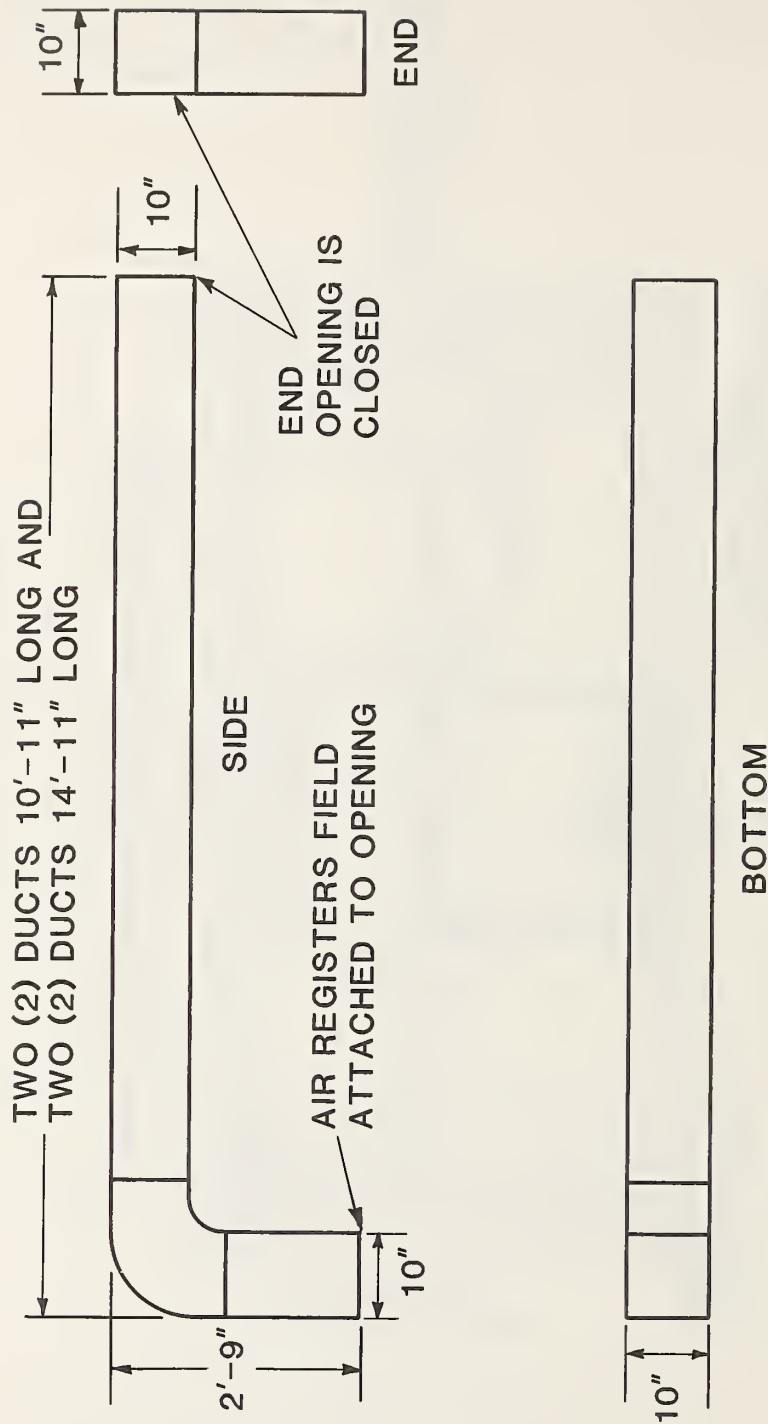 TWO (2) DUCTS 10'-11" LONG AND
TWO (2) DUCTS 14'-11" LONG
10"
10"
END
END
OPENING IS
CLOSED
SIDE
2'-9"
AIR REGISTERS FIELD
ATTACHED TO OPENING
10"
10"
BOTTOM